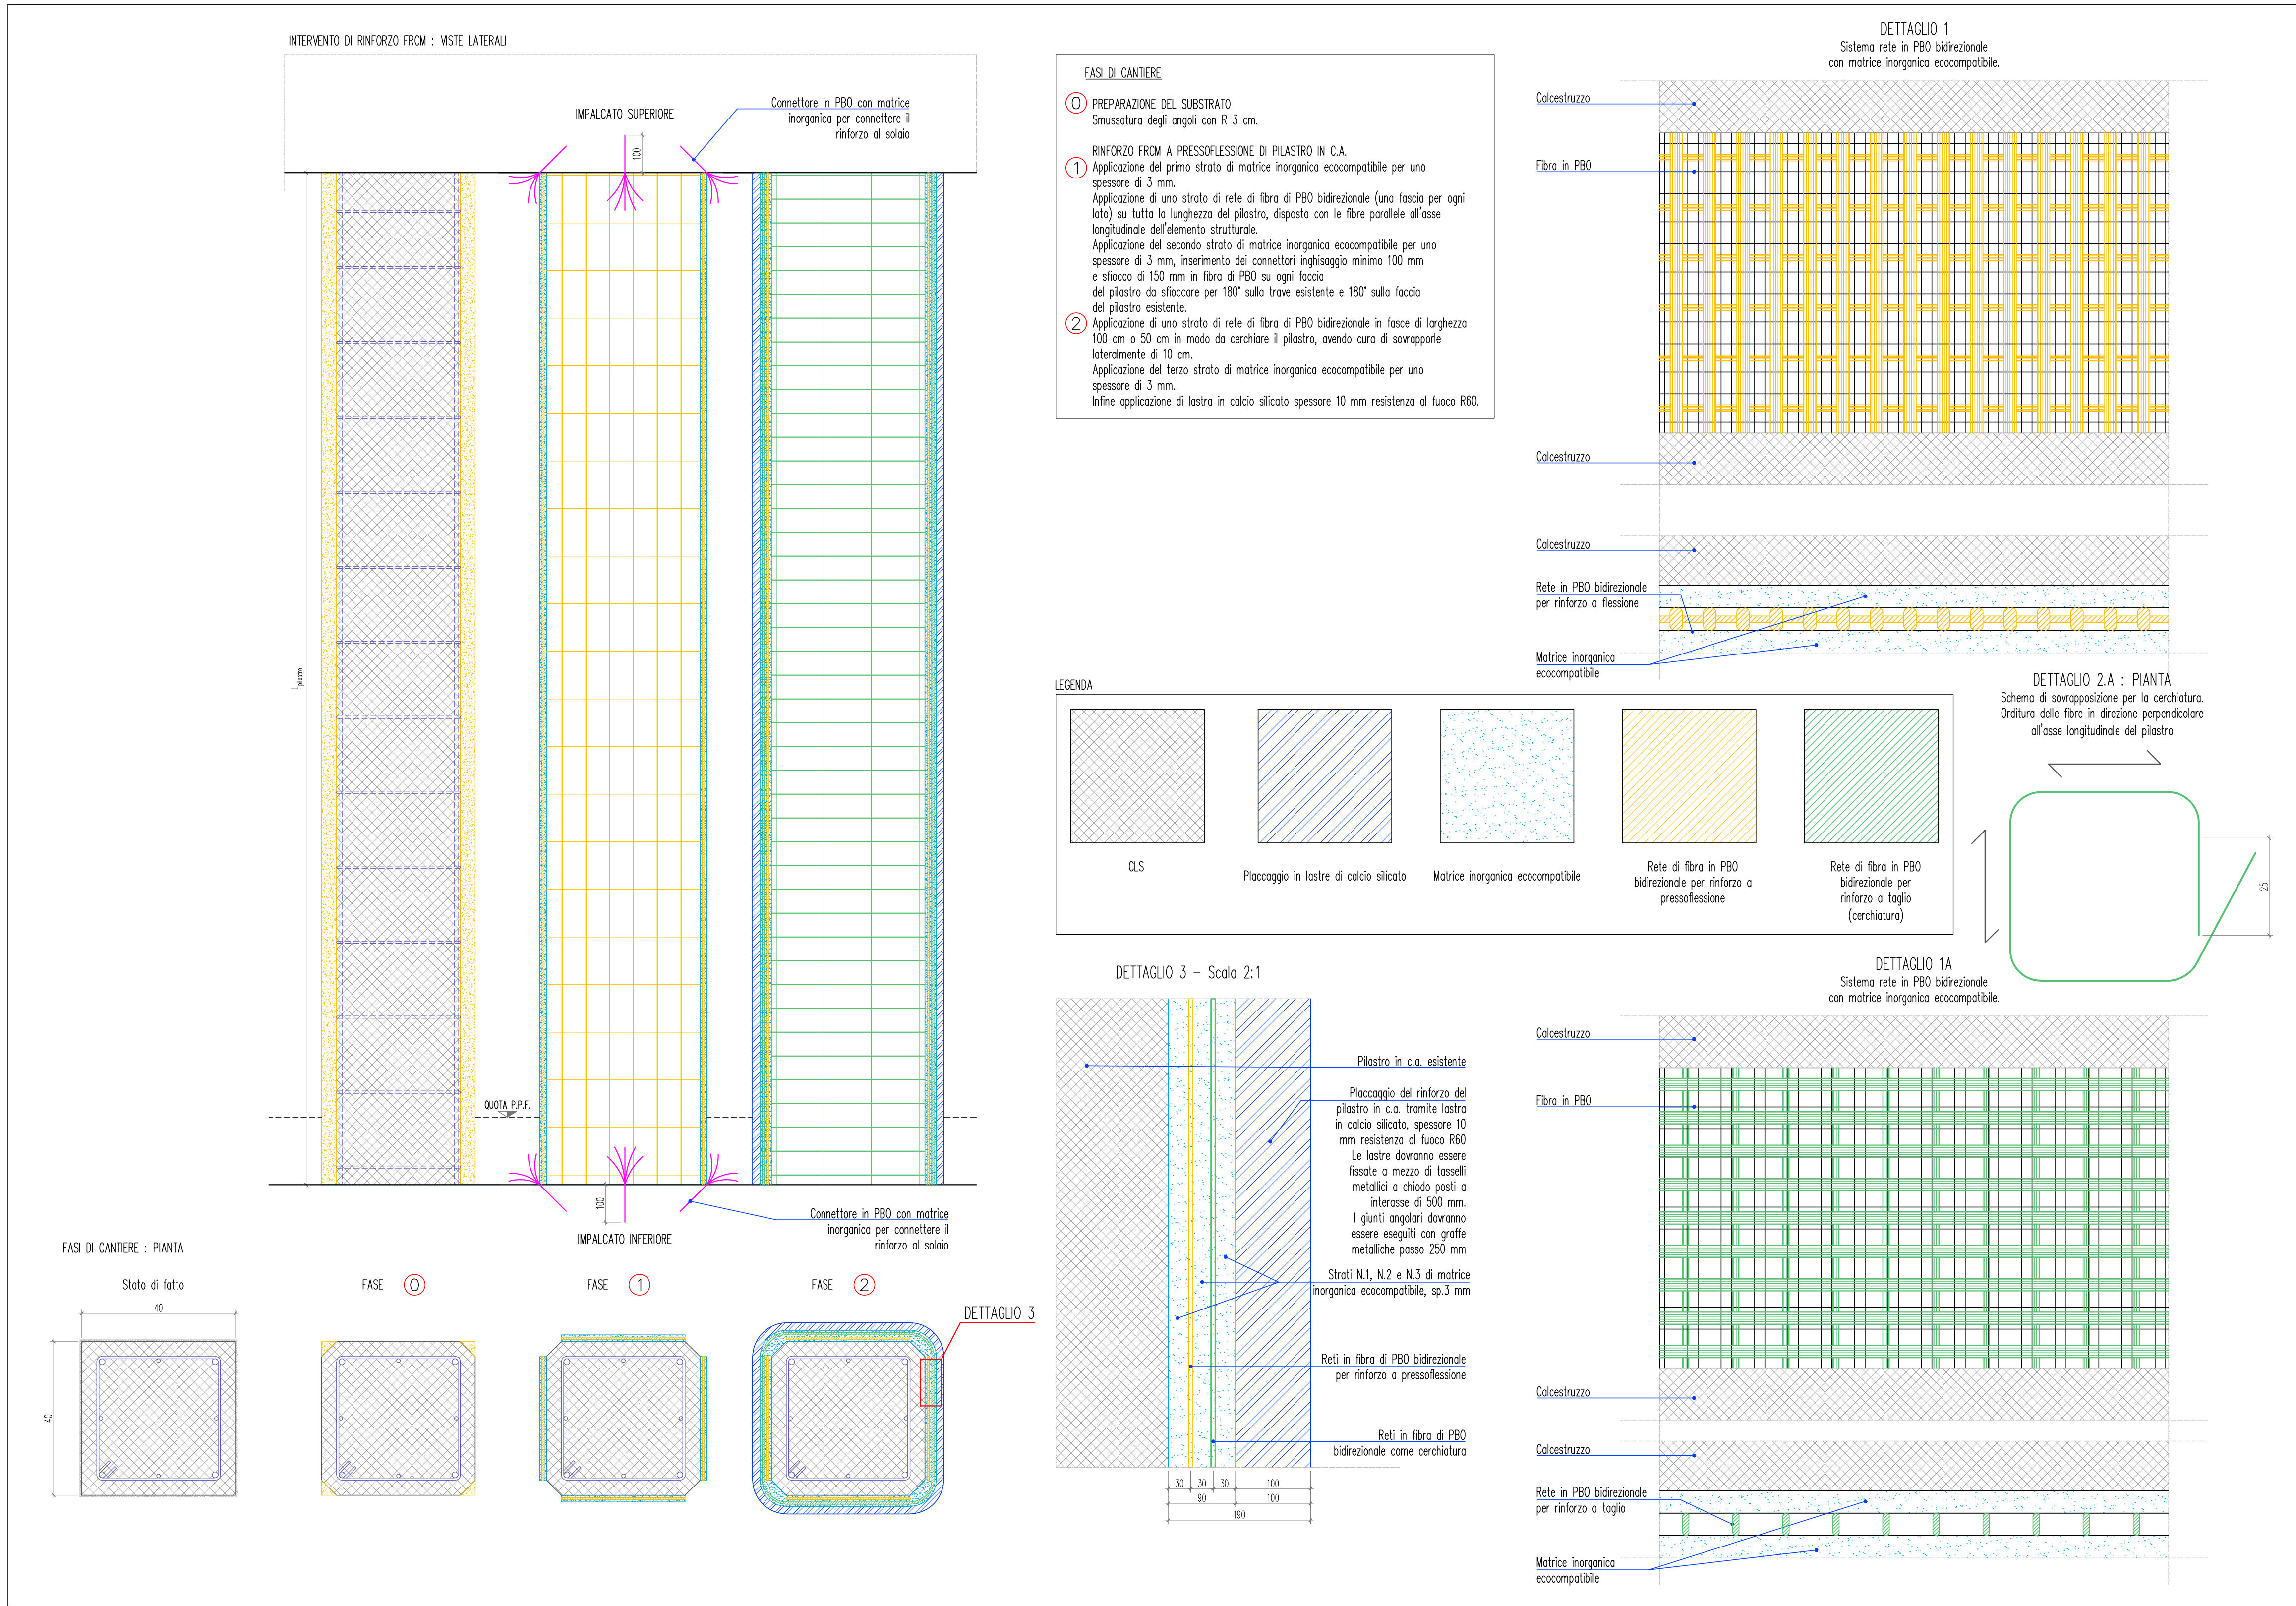 INTERVENTO DI RINFORZO FRCM : VISTE LATERALI
IMPALCATO SUPERIORE
Connettore in PBO con matrice
inorganica per connettere il
rinforzo al solaio
100
L pilastro
QUOTA P.P.F.
100
IMPALCATO INFERIORE
Connettore in PBO con matrice
inorganica per connettere il
rinforzo al solaio
FASI DI CANTIERE : PIANTA
Stato di fatto
40
40
FASE 0
FASE 1
FASE 2
DETTAGLIO 3
FASI DI CANTIERE
0 PREPARAZIONE DEL SUBSTRATO
Smussatura degli angoli con R 3 cm.
RINFORZO FRCM A PRESSOFLESSIONE DI PILASTRO IN C.A.
1 Applicazione del primo strato di matrice inorganica ecocompatibile per uno
spessore di 3 mm.
Applicazione di uno strato di rete di fibra di PBO bidirezionale (una fascia per ogni
lato) su tutta la lunghezza del pilastro, disposta con le fibre parallele all'asse
longitudinale dell'elemento strutturale.
Applicazione del secondo strato di matrice inorganica ecocompatibile per uno
spessore di 3 mm, inserimento dei connettori inghisaggio minimo 100 mm
e sfiocco di 150 mm in fibra di PBO su ogni faccia
del pilastro da sfioccare per 180° sulla trave esistente e 180° sulla faccia
del pilastro esistente.
2 Applicazione di uno strato di rete di fibra di PBO bidirezionale in fasce di larghezza
100 cm o 50 cm in modo da cerchiare il pilastro, avendo cura di sovrapporle
lateralmente di 10 cm.
Applicazione del terzo strato di matrice inorganica ecocompatibile per uno
spessore di 3 mm.
Infine applicazione di lastra in calcio silicato spessore 10 mm resistenza al fuoco R60.
LEGENDA
CLS
Placcaggio in lastre di calcio silicato
Matrice inorganica ecocompatibile
Rete di fibra in PBO
bidirezionale per rinforzo a
pressoflessione
Rete di fibra in PBO
bidirezionale per
rinforzo a taglio
(cerchiatura)
DETTAGLIO 3 - Scala 2:1
Pilastro in c.a. esistente
Placcaggio del rinforzo del
pilastro in c.a. tramite lastra
in calcio silicato, spessore 10
mm resistenza al fuoco R60
Le lastre dovranno essere
fissate a mezzo di tasselli
metallici a chiodo posti a
interasse di 500 mm.
I giunti angolari dovranno
essere eseguiti con graffe
metalliche passo 250 mm
Strati N.1, N.2 e N.3 di matrice
inorganica ecocompatibile, sp.3 mm
Reti in fibra di PBO bidirezionale
per rinforzo a pressoflessione
Reti in fibra di PBO
bidirezionale come cerchiatura
30 30 30 100
90 100
190
DETTAGLIO 1
Sistema rete in PBO bidirezionale
con matrice inorganica ecocompatibile.
Calcestruzzo
Fibra in PBO
Calcestruzzo
Calcestruzzo
Rete in PBO bidirezionale
per rinforzo a flessione
Matrice inorganica
ecocompatibile
DETTAGLIO 2.A : PIANTA
Schema di sovrapposizione per la cerchiatura.
Orditura delle fibre in direzione perpendicolare
all'asse longitudinale del pilastro
25
DETTAGLIO 1A
Sistema rete in PBO bidirezionale
con matrice inorganica ecocompatibile.
Calcestruzzo
Fibra in PBO
Calcestruzzo
Calcestruzzo
Rete in PBO bidirezionale
per rinforzo a taglio
Matrice inorganica
ecocompatibile